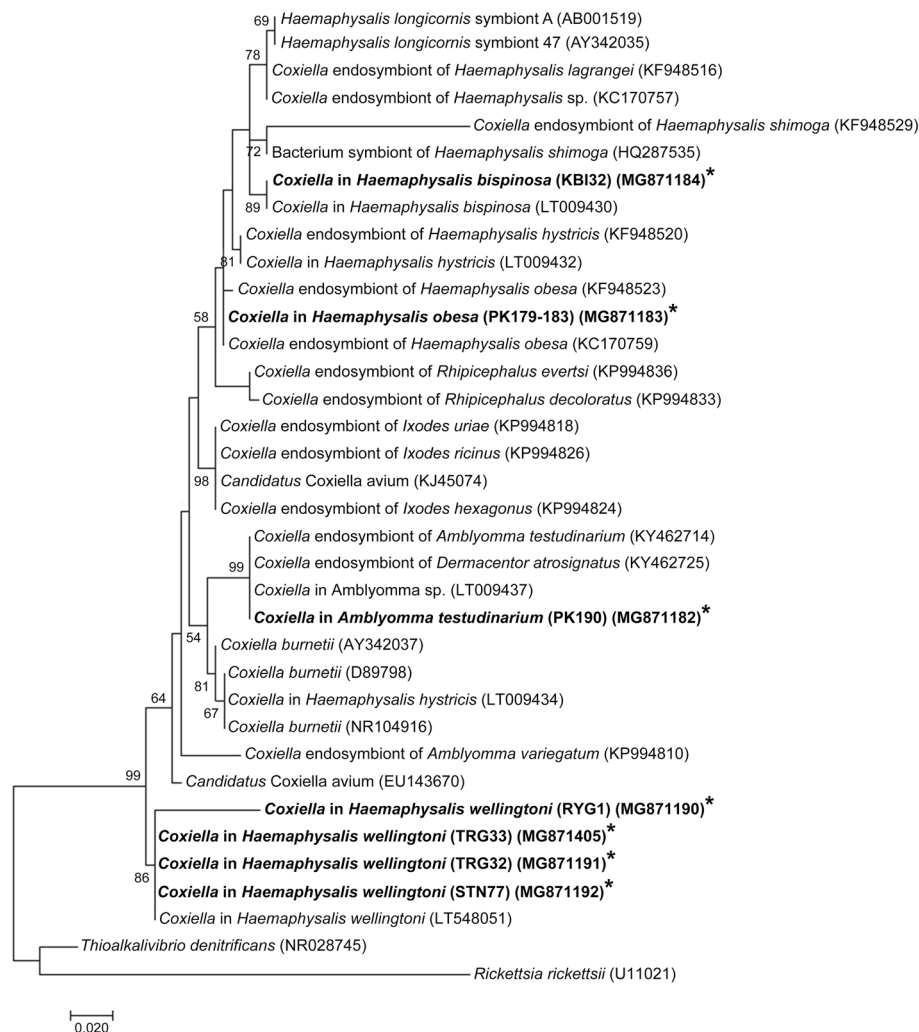 69
Haemaphysalis longicornis symbiont A (AB001519)
Haemaphysalis longicornis symbiont 47 (AY342035)
78
Coxiella endosymbiont of Haemaphysalis lagrangei (KF948516)
Coxiella endosymbiont of Haemaphysalis sp. (KC170757)
Coxiella endosymbiont of Haemaphysalis shimoga (KF948529)
72
Bacterium symbiont of Haemaphysalis shimoga (HQ287535)
Coxiella in Haemaphysalis bispinosa (KBI32) (MG871184)*
89
Coxiella in Haemaphysalis bispinosa (LT009430)
Coxiella endosymbiont of Haemaphysalis hystricis (KF948520)
81
Coxiella in Haemaphysalis hystricis (LT009432)
Coxiella endosymbiont of Haemaphysalis obesa (KF948523)
58
Coxiella in Haemaphysalis obesa (PK179-183) (MG871183)*
Coxiella endosymbiont of Haemaphysalis obesa (KC170759)
Coxiella endosymbiont of Rhipicephalus evertsi (KP994836)
Coxiella endosymbiont of Rhipicephalus decoloratus (KP994833)
Coxiella endosymbiont of Ixodes uriae (KP994818)
Coxiella endosymbiont of Ixodes ricinus (KP994826)
98
Candidatus Coxiella avium (KJ45074)
Coxiella endosymbiont of Ixodes hexagonus (KP994824)
Coxiella endosymbiont of Amblyomma testudinarium (KY462714)
99
Coxiella endosymbiont of Dermacentor atrosignatus (KY462725)
Coxiella in Amblyomma sp. (LT009437)
Coxiella in Amblyomma testudinarium (PK190) (MG871182)*
54
Coxiella burnetii (AY342037)
Coxiella burnetii (D89798)
81
Coxiella in Haemaphysalis hystricis (LT009434)
67
Coxiella burnetii (NR104916)
64
Coxiella endosymbiont of Amblyomma variegatum (KP994810)
99
Candidatus Coxiella avium (EU143670)
Coxiella in Haemaphysalis wellingtoni (RYG1) (MG871190)*
Coxiella in Haemaphysalis wellingtoni (TRG33) (MG871405)*
Coxiella in Haemaphysalis wellingtoni (TRG32) (MG871191)*
86
Coxiella in Haemaphysalis wellingtoni (STN77) (MG871192)*
Coxiella in Haemaphysalis wellingtoni (LT548051)
Thioalkalivibrio denitrificans (NR028745)
Rickettsia rickettsii (U11021)
0.020